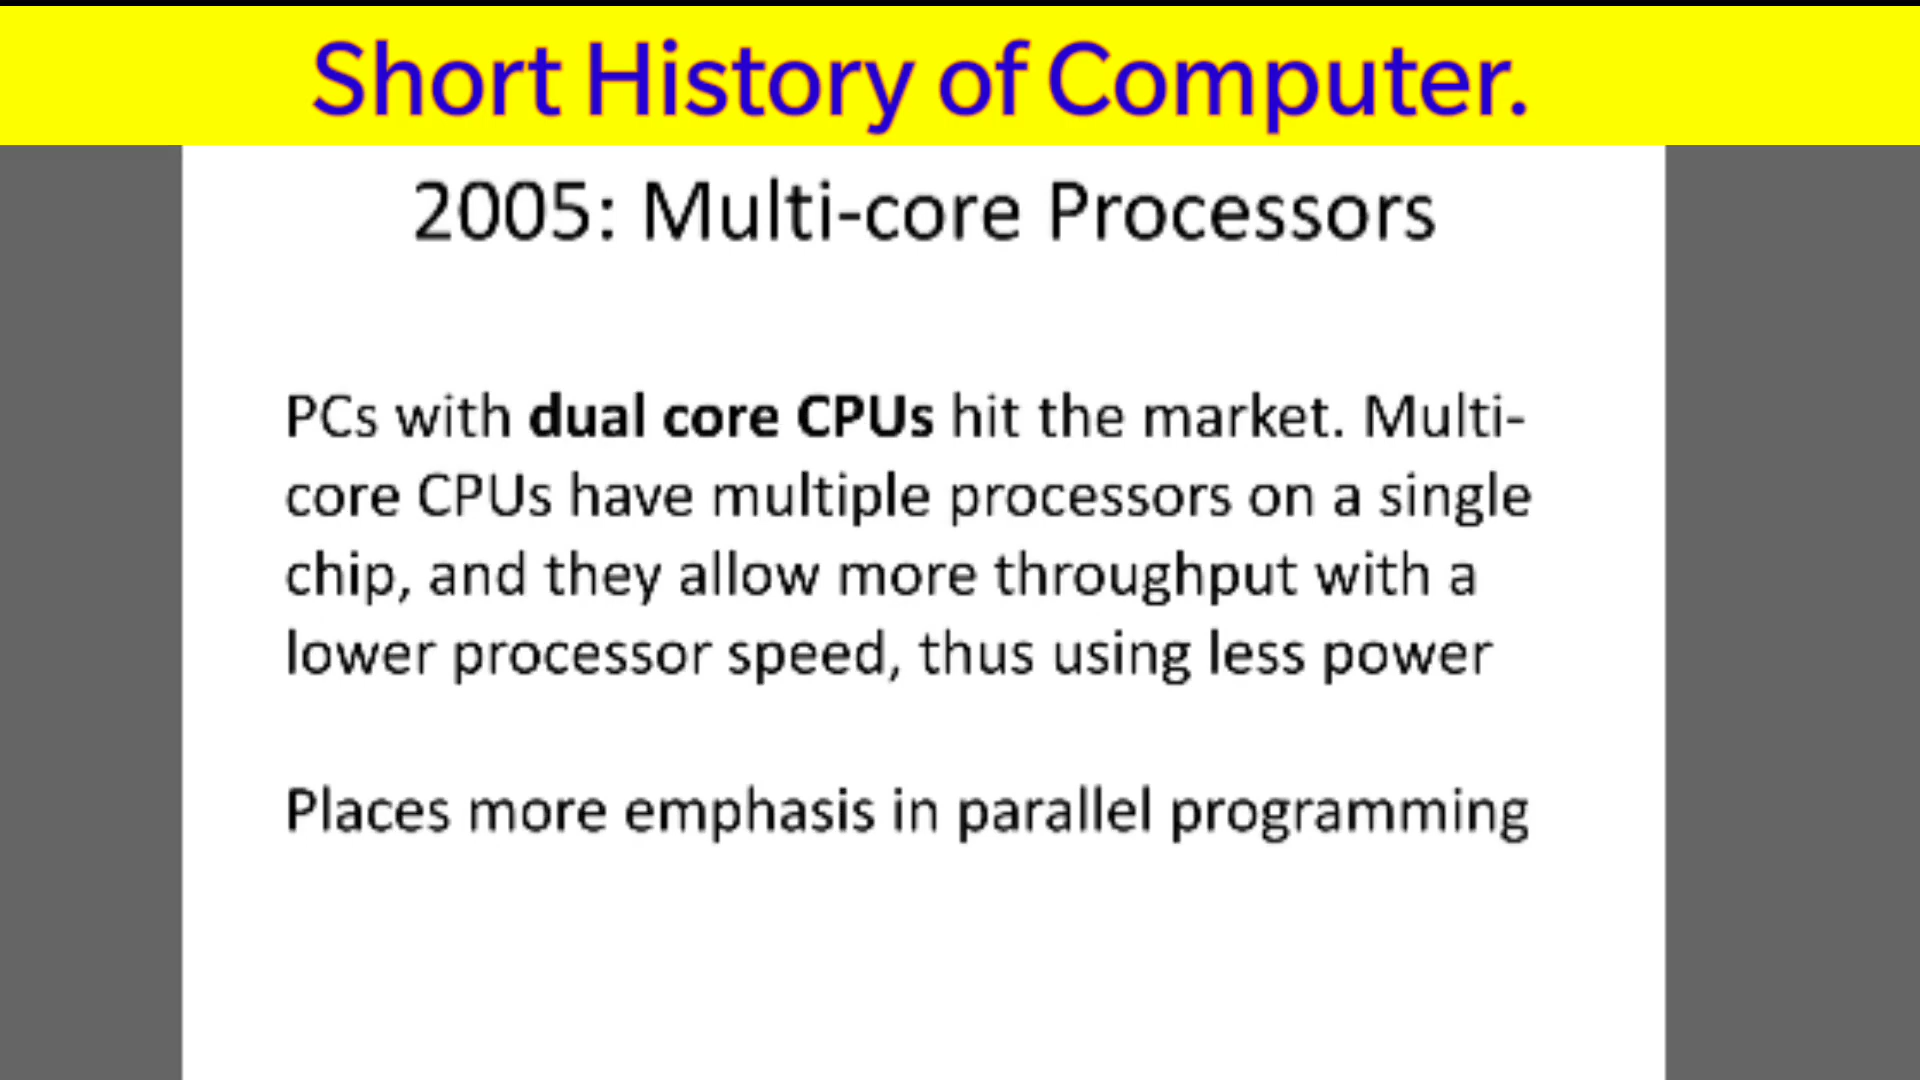 Short History of Computer.
2005: Multi-core Processors
PCs with dual core CPUs hit the market. Multi-
core CPUs have multiple processors on a single
chip, and they allow more throughput with a
lower processor speed, thus using less power
Places more emphasis in parallel programming